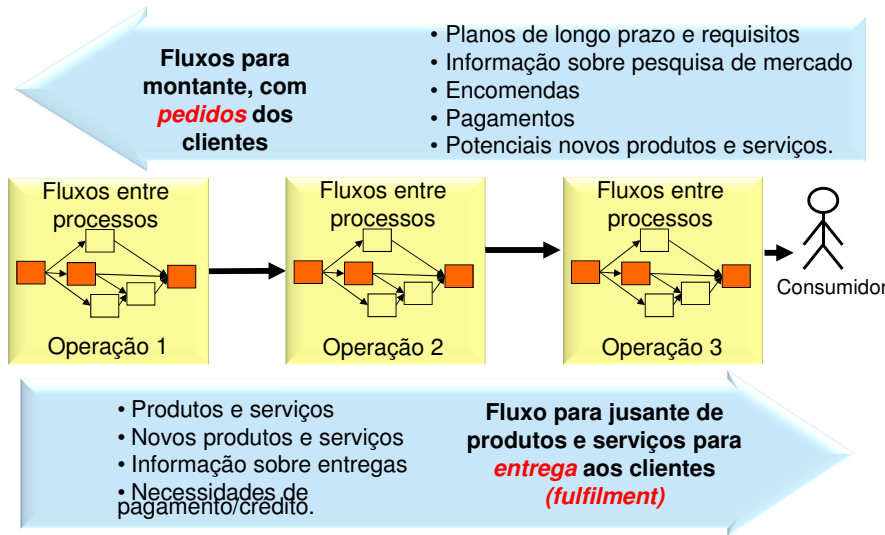 Fluxos para
montante, com
pedidos dos
clientes
• Planos de longo prazo e requisitos
• Informação sobre pesquisa de mercado
• Encomendas
• Pagamentos
• Potenciais novos produtos e serviços.
Fluxos entre
processos
Operação 1
Fluxos entre
processos
Operação 2
Fluxos entre
processos
Operação 3
Consumidor
• Produtos e serviços
• Novos produtos e serviços
• Informação sobre entregas
• Necessidades de
pagamento/crédito.
Fluxo para jusante de
produtos e serviços para
entrega aos clientes
(fulfilment)